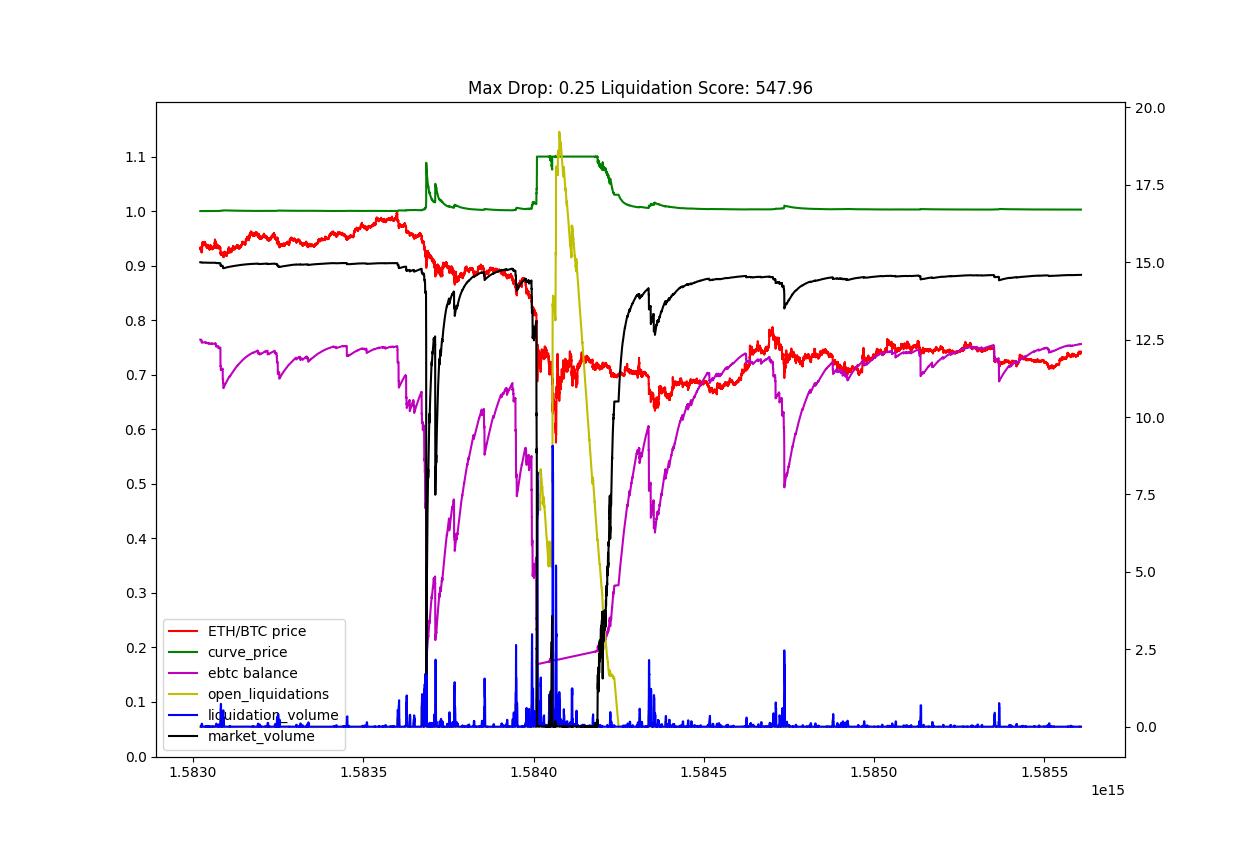 Max Drop: 0.25 Liquidation Score: 547.96
1.1
1.0
0.9
0.8
0.7
0.6
0.5
0.4
0.3
0.2
0.1
0.0
20.0
17.5
15.0
12.5
10.0
7.5
5.0
2.5
0.0
ETH/BTC price
curve_price
ebtc balance
open_liquidations
liquidation_volume
market_volume
1.5830 1.5835 1.5840 1.5845 1.5850 1.5855
1e15